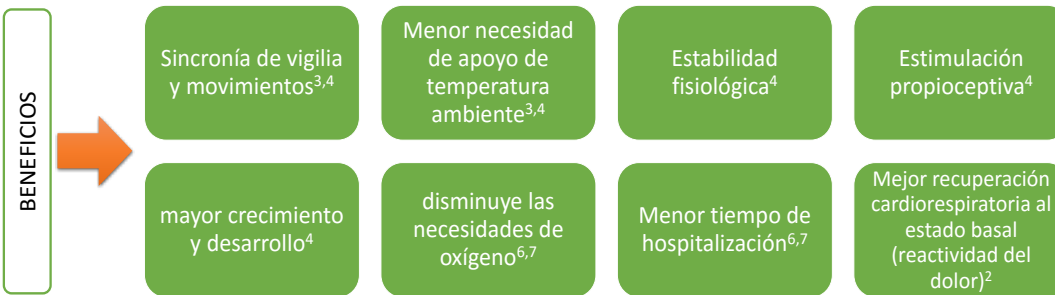 BENEFICIOS
Sincronía de vigilia
y movimientos3,4
Menor necesidad
de apoyo de
temperatura
ambiente3,4
Estabilidad
fisiológica4
Estimulación
propioceptiva4
mayor crecimiento
y desarrollo4
disminuye las
necesidades de
oxígeno6,7
Menor tiempo de
hospitalización6,7
Mejor recuperación
cardiorespiratoria al
estado basal
(reactividad del
dolor)2